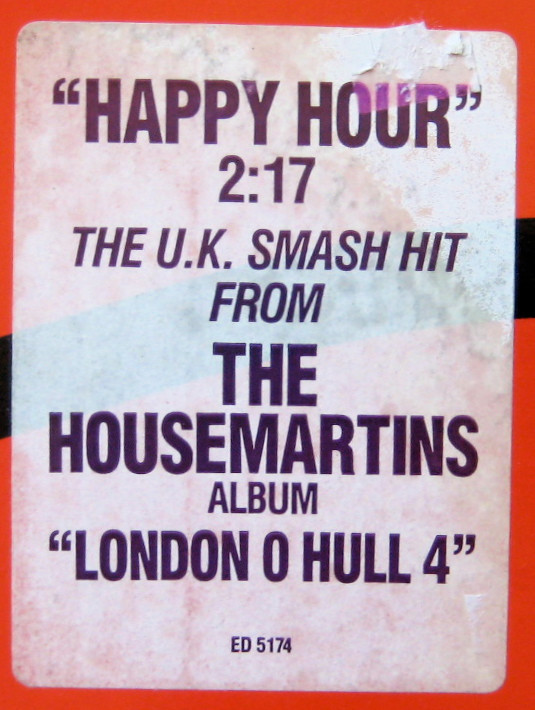 “HAPPY HOUR”
2:17
THE U.K. SMASH HIT
FROM
THE
HOUSEMARTINS
ALBUM
“LONDON 0 HULL 4”
ED 5174